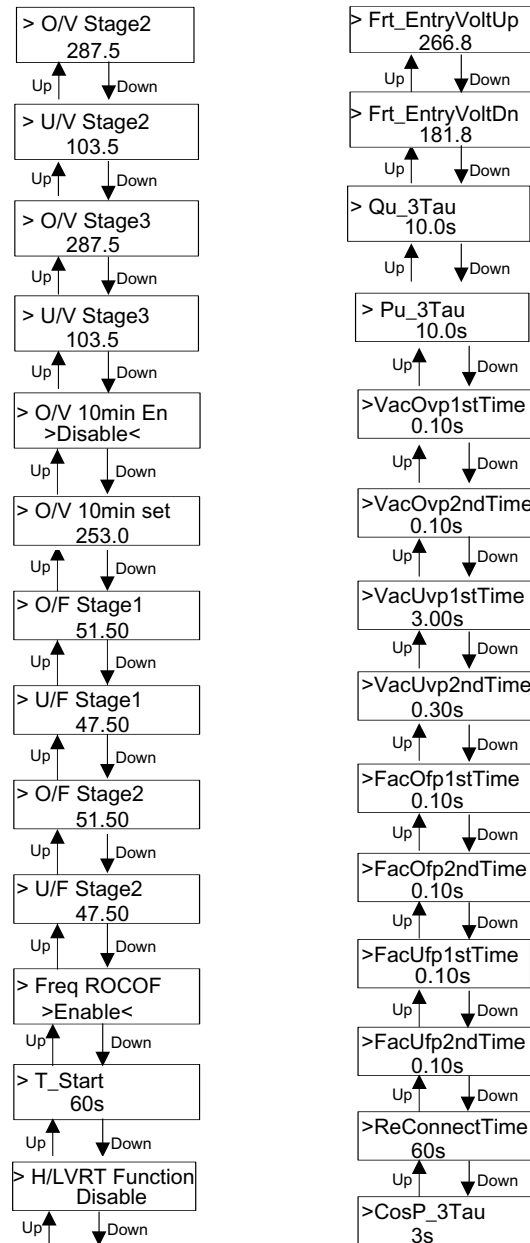 > O/V Stage2
287.5
Up Down
> U/V Stage2
103.5
Up Down
> O/V Stage3
287.5
Up Down
> U/V Stage3
103.5
Up Down
> O/V 10min En
>Disable<
Up Down
> O/V 10min set
253.0
Up Down
> O/F Stage1
51.50
Up Down
> U/F Stage1
47.50
Up Down
> O/F Stage2
51.50
Up Down
> U/F Stage2
47.50
Up Down
> Freq ROCOF
>Enable<
Up Down
> T_Start
60s
Up Down
> H/LVRT Function
Disable
Up Down
> Frt_EntryVoltUp
266.8
Up Down
> Frt_EntryVoltDn
181.8
Up Down
> Qu_3Tau
10.0s
Up Down
> Pu_3Tau
10.0s
Up Down
>VacOvp1stTime
0.10s
Up Down
>VacOvp2ndTime
0.10s
Up Down
>VacUvp1stTime
3.00s
Up Down
>VacUvp2ndTime
0.30s
Up Down
>FacOfp1stTime
0.10s
Up Down
>FacOfp2ndTime
0.10s
Up Down
>FacUfp1stTime
0.10s
Up Down
>FacUfp2ndTime
0.10s
Up Down
>ReConnectTime
60s
Up Down
>CosP_3Tau
3s